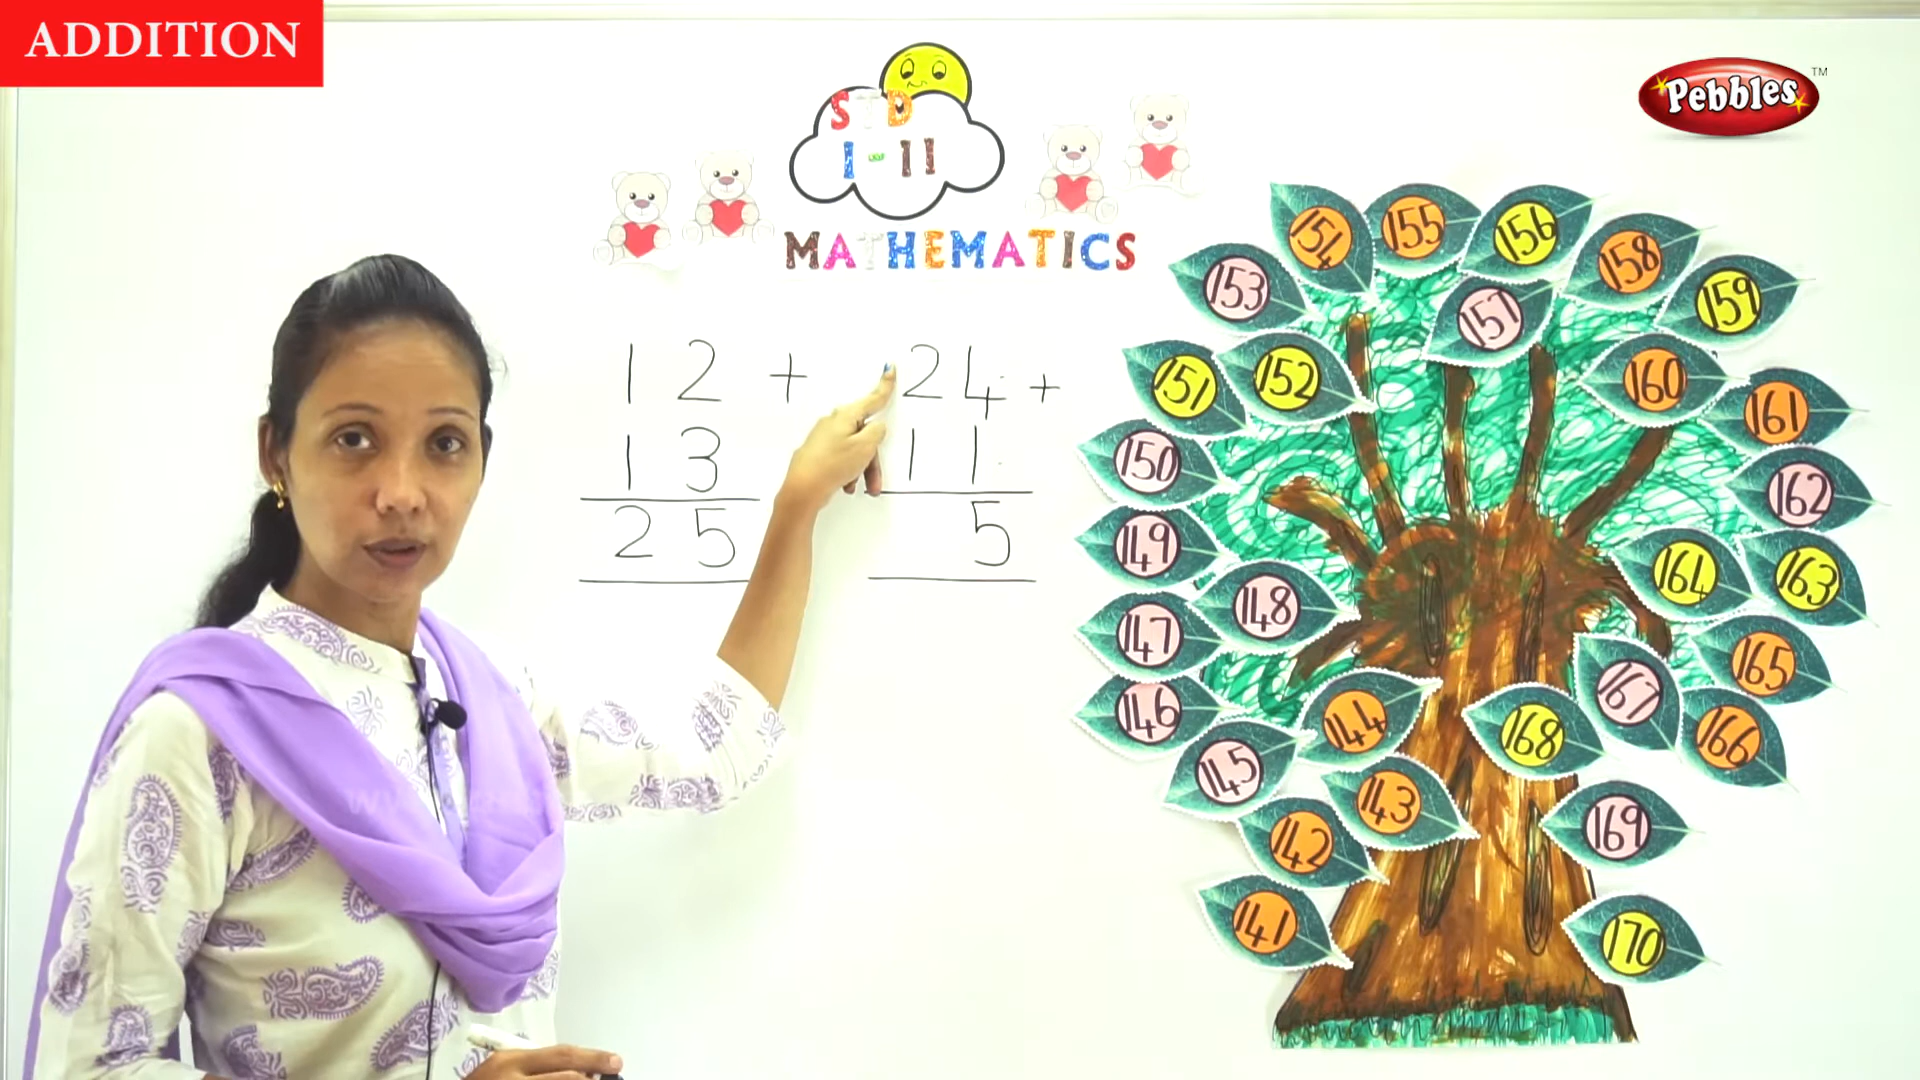 ADDITION
Pebbles™
STD
I-II
MATHEMATICS
12 +
13
25
24 +
11
5
154 155 156 158
153 157 159
151 152 160 161
150 162
149 164 163
148
147 165
167
146 144 168 166
145
143
142 169
141 170